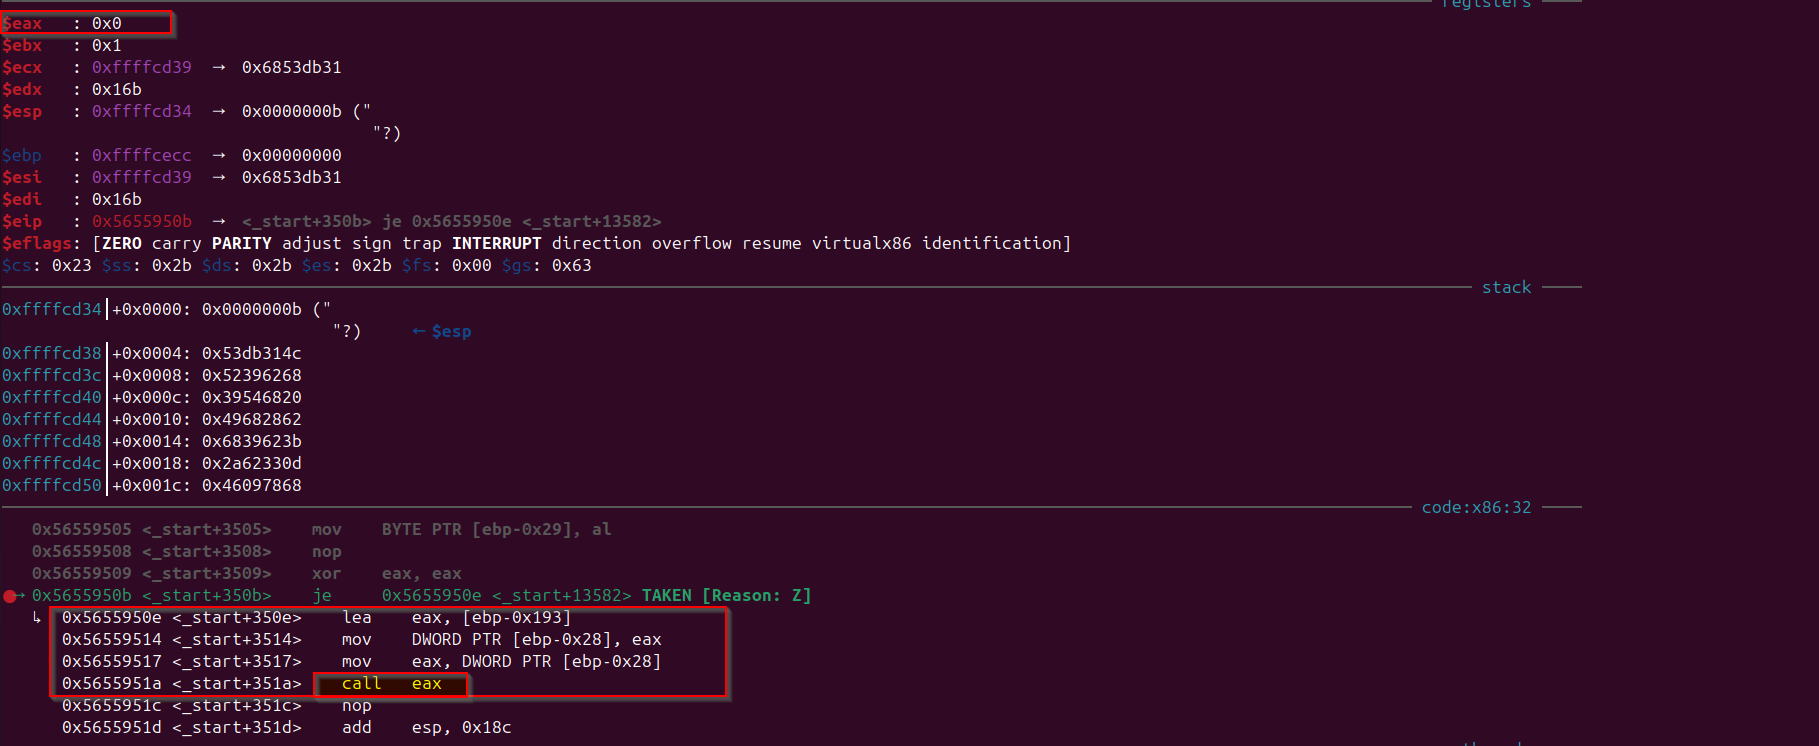 registers
$eax   : 0x0
$ebx   : 0x1
$ecx   : 0xffffcd39  →  0x6853db31
$edx   : 0x16b
$esp   : 0xffffcd34  →  0x0000000b ("
"?)
$ebp   : 0xffffcecc  →  0x00000000
$esi   : 0xffffcd39  →  0x6853db31
$edi   : 0x16b
$eip   : 0x5655950b  →  <_start+350b> je 0x5655950e <_start+13582>
$eflags: [ZERO carry PARITY adjust sign trap INTERRUPT direction overflow resume virtualx86 identification]
$cs: 0x23 $ss: 0x2b $ds: 0x2b $es: 0x2b $fs: 0x00 $gs: 0x63
stack
0xffffcd34│+0x0000: 0x0000000b ("
"?)     ← $esp
0xffffcd38│+0x0004: 0x53db314c
0xffffcd3c│+0x0008: 0x52396268
0xffffcd40│+0x000c: 0x39546820
0xffffcd44│+0x0010: 0x49682862
0xffffcd48│+0x0014: 0x6839623b
0xffffcd4c│+0x0018: 0x2a62330d
0xffffcd50│+0x001c: 0x46097868
code:x86:32
0x56559505 <_start+3505>    mov    BYTE PTR [ebp-0x29], al
0x56559508 <_start+3508>    nop
0x56559509 <_start+3509>    xor    eax, eax
→ 0x5655950b <_start+350b>    je     0x5655950e <_start+13582> TAKEN [Reason: Z]
↳ 0x5655950e <_start+350e>    lea    eax, [ebp-0x193]
0x56559514 <_start+3514>    mov    DWORD PTR [ebp-0x28], eax
0x56559517 <_start+3517>    mov    eax, DWORD PTR [ebp-0x28]
0x5655951a <_start+351a>    call   eax
0x5655951c <_start+351c>    nop
0x5655951d <_start+351d>    add    esp, 0x18c